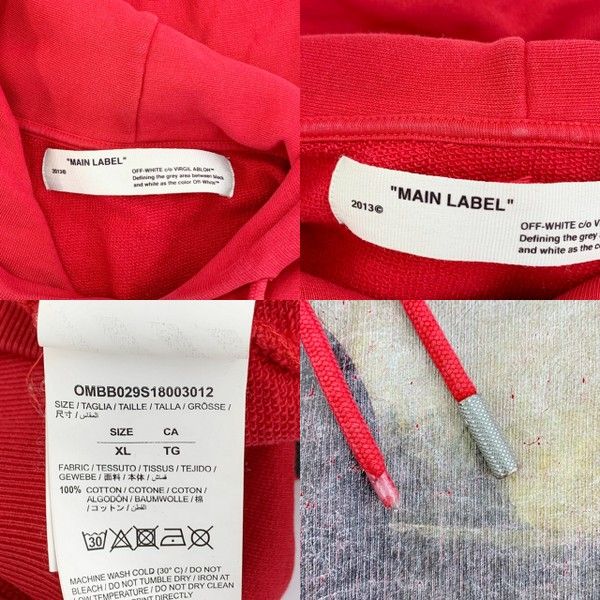 "MAIN LABEL"
2013©
OFF-WHITE c/o VIRGIL ABLOH™
Defining the grey area between black
and white as the color Off-White™
"MAIN LABEL"
2013©
OFF-WHITE c/o V
Defining the grey
and white as the co
OMBB029S18003012
SIZE / TAGLIA / TAILLE / TALLA / GRÖSSE /
尺寸 / المقاس
SIZE CA
XL TG
FABRIC / TESSUTO / TISSUS / TEJIDO /
GEWEBE / 面料 / 本体 / قماش
100% COTTON / COTONE / COTON /
ALGODÓN / BAUMWOLLE / 棉
/ コットン / القطن
30
MACHINE WASH COLD (30° C) / DO NOT
BLEACH / DO NOT TUMBLE DRY / IRON AT
LOW TEMPERATURE / DO NOT DRY CLEAN
PRINT DIRECTLY